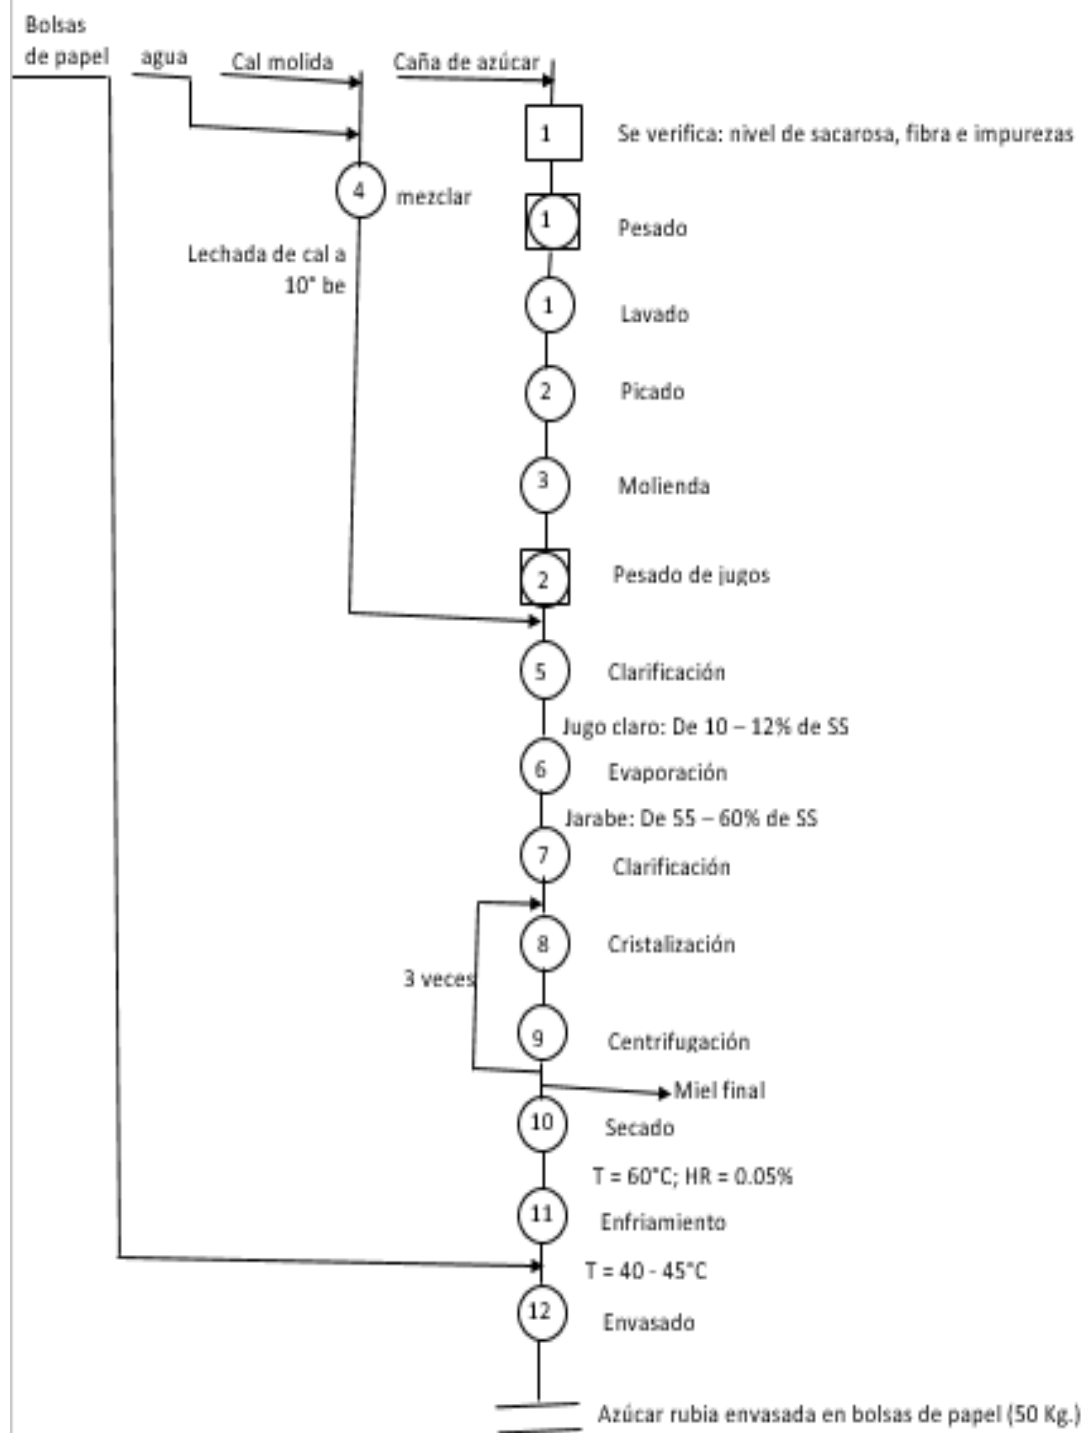 Bolsas
de papel
agua
Cal molida
Caña de azúcar
1
Se verifica: nivel de sacarosa, fibra e impurezas
4
mezclar
1
Pesado
Lechada de cal a
10° be
1
Lavado
2
Picado
3
Molienda
2
Pesado de jugos
5
Clarificación
Jugo claro: De 10 – 12% de SS
6
Evaporación
Jarabe: De 55 – 60% de SS
7
Clarificación
8
Cristalización
3 veces
9
Centrifugación
Miel final
10
Secado
T = 60°C; HR = 0.05%
11
Enfriamiento
T = 40 - 45°C
12
Envasado
Azúcar rubia envasada en bolsas de papel (50 Kg.)